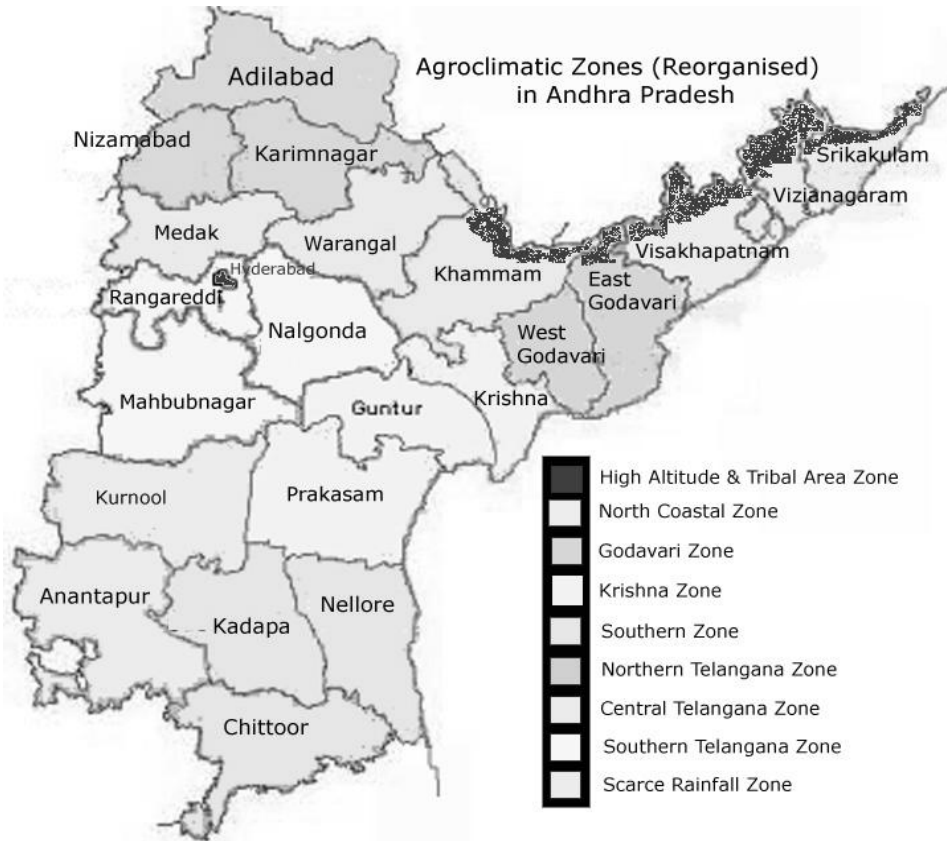 Agroclimatic Zones (Reorganised)
in Andhra Pradesh
Adilabad
Nizamabad
Karimnagar
Srikakulam
Vizianagaram
Medak
Warangal
Visakhapatnam
Hyderabad
Khammam
East
Godavari
Rangareddi
Nalgonda
West
Godavari
Mahbubnagar
Guntur
Krishna
Kurnool
Prakasam
Anantapur
Kadapa
Nellore
Chittoor
High Altitude & Tribal Area Zone
North Coastal Zone
Godavari Zone
Krishna Zone
Southern Zone
Northern Telangana Zone
Central Telangana Zone
Southern Telangana Zone
Scarce Rainfall Zone